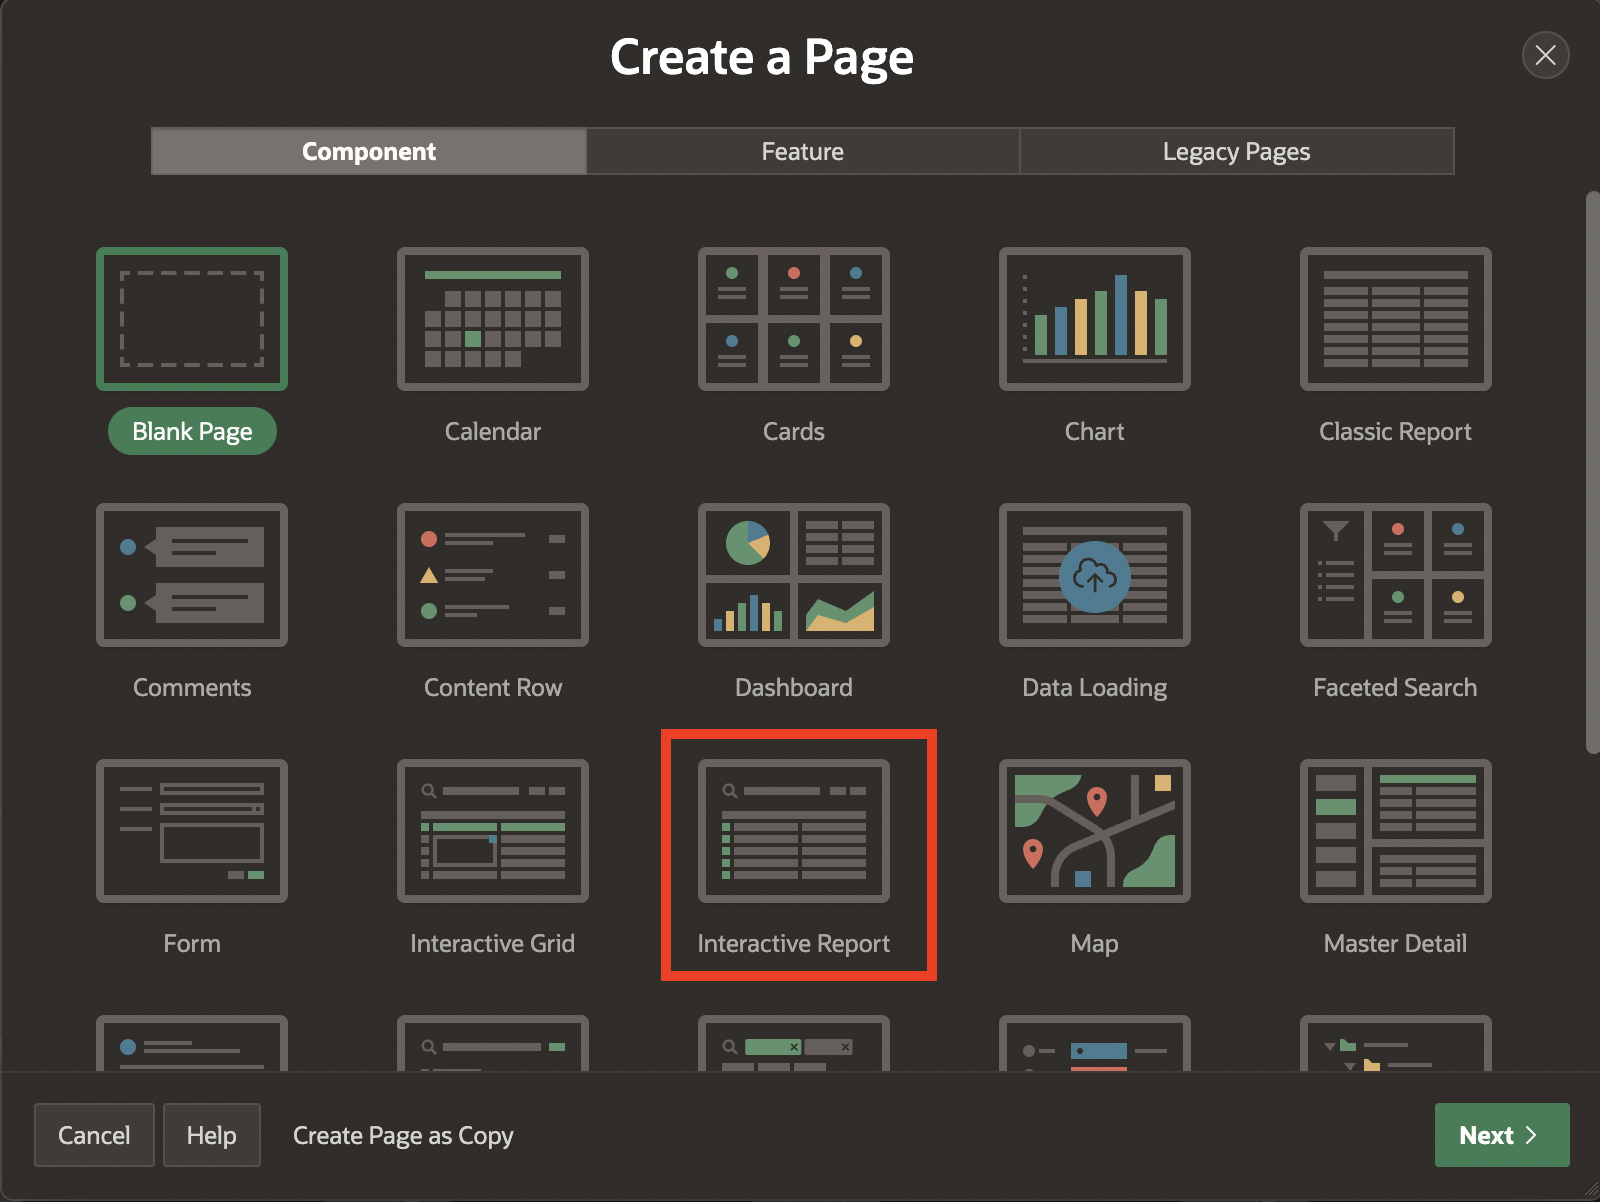 Create a Page
Component
Feature
Legacy Pages
Blank Page
Calendar
Cards
Chart
Classic Report
Comments
Content Row
Dashboard
Data Loading
Faceted Search
Form
Interactive Grid
Interactive Report
Map
Master Detail
Cancel
Help
Create Page as Copy
Next